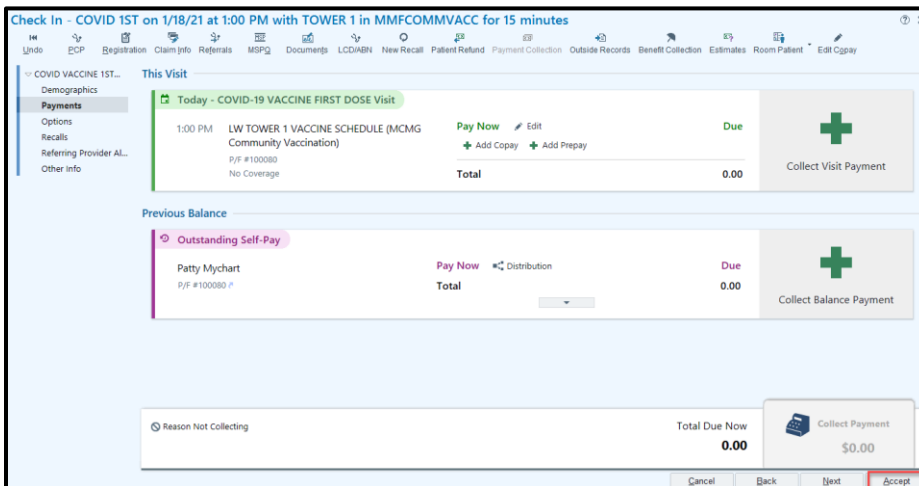 Check In - COVID 1ST on 1/18/21 at 1:00 PM with TOWER 1 in MMFCOMMVACC for 15 minutes
Undo PCP Registration Claim Info Referrals MSPQ Documents LCD/ABN New Recall Patient Refund Payment Collection Outside Records Benefit Collection Estimates Room Patient Edit Copay
COVID VACCINE 1ST...
Demographics
Payments
Options
Recalls
Referring Provider Al...
Other Info
This Visit
Today - COVID-19 VACCINE FIRST DOSE Visit
1:00 PM LW TOWER 1 VACCINE SCHEDULE (MCMG
Community Vaccination)
P/F #100080
No Coverage
Pay Now Edit Due
Add Copay Add Prepay
Total 0.00
Collect Visit Payment
Previous Balance
Outstanding Self-Pay
Patty Mychart
P/F #100080
Pay Now Distribution Due
Total 0.00
Collect Balance Payment
Reason Not Collecting
Total Due Now
0.00
Collect Payment
$0.00
Cancel Back Next Accept